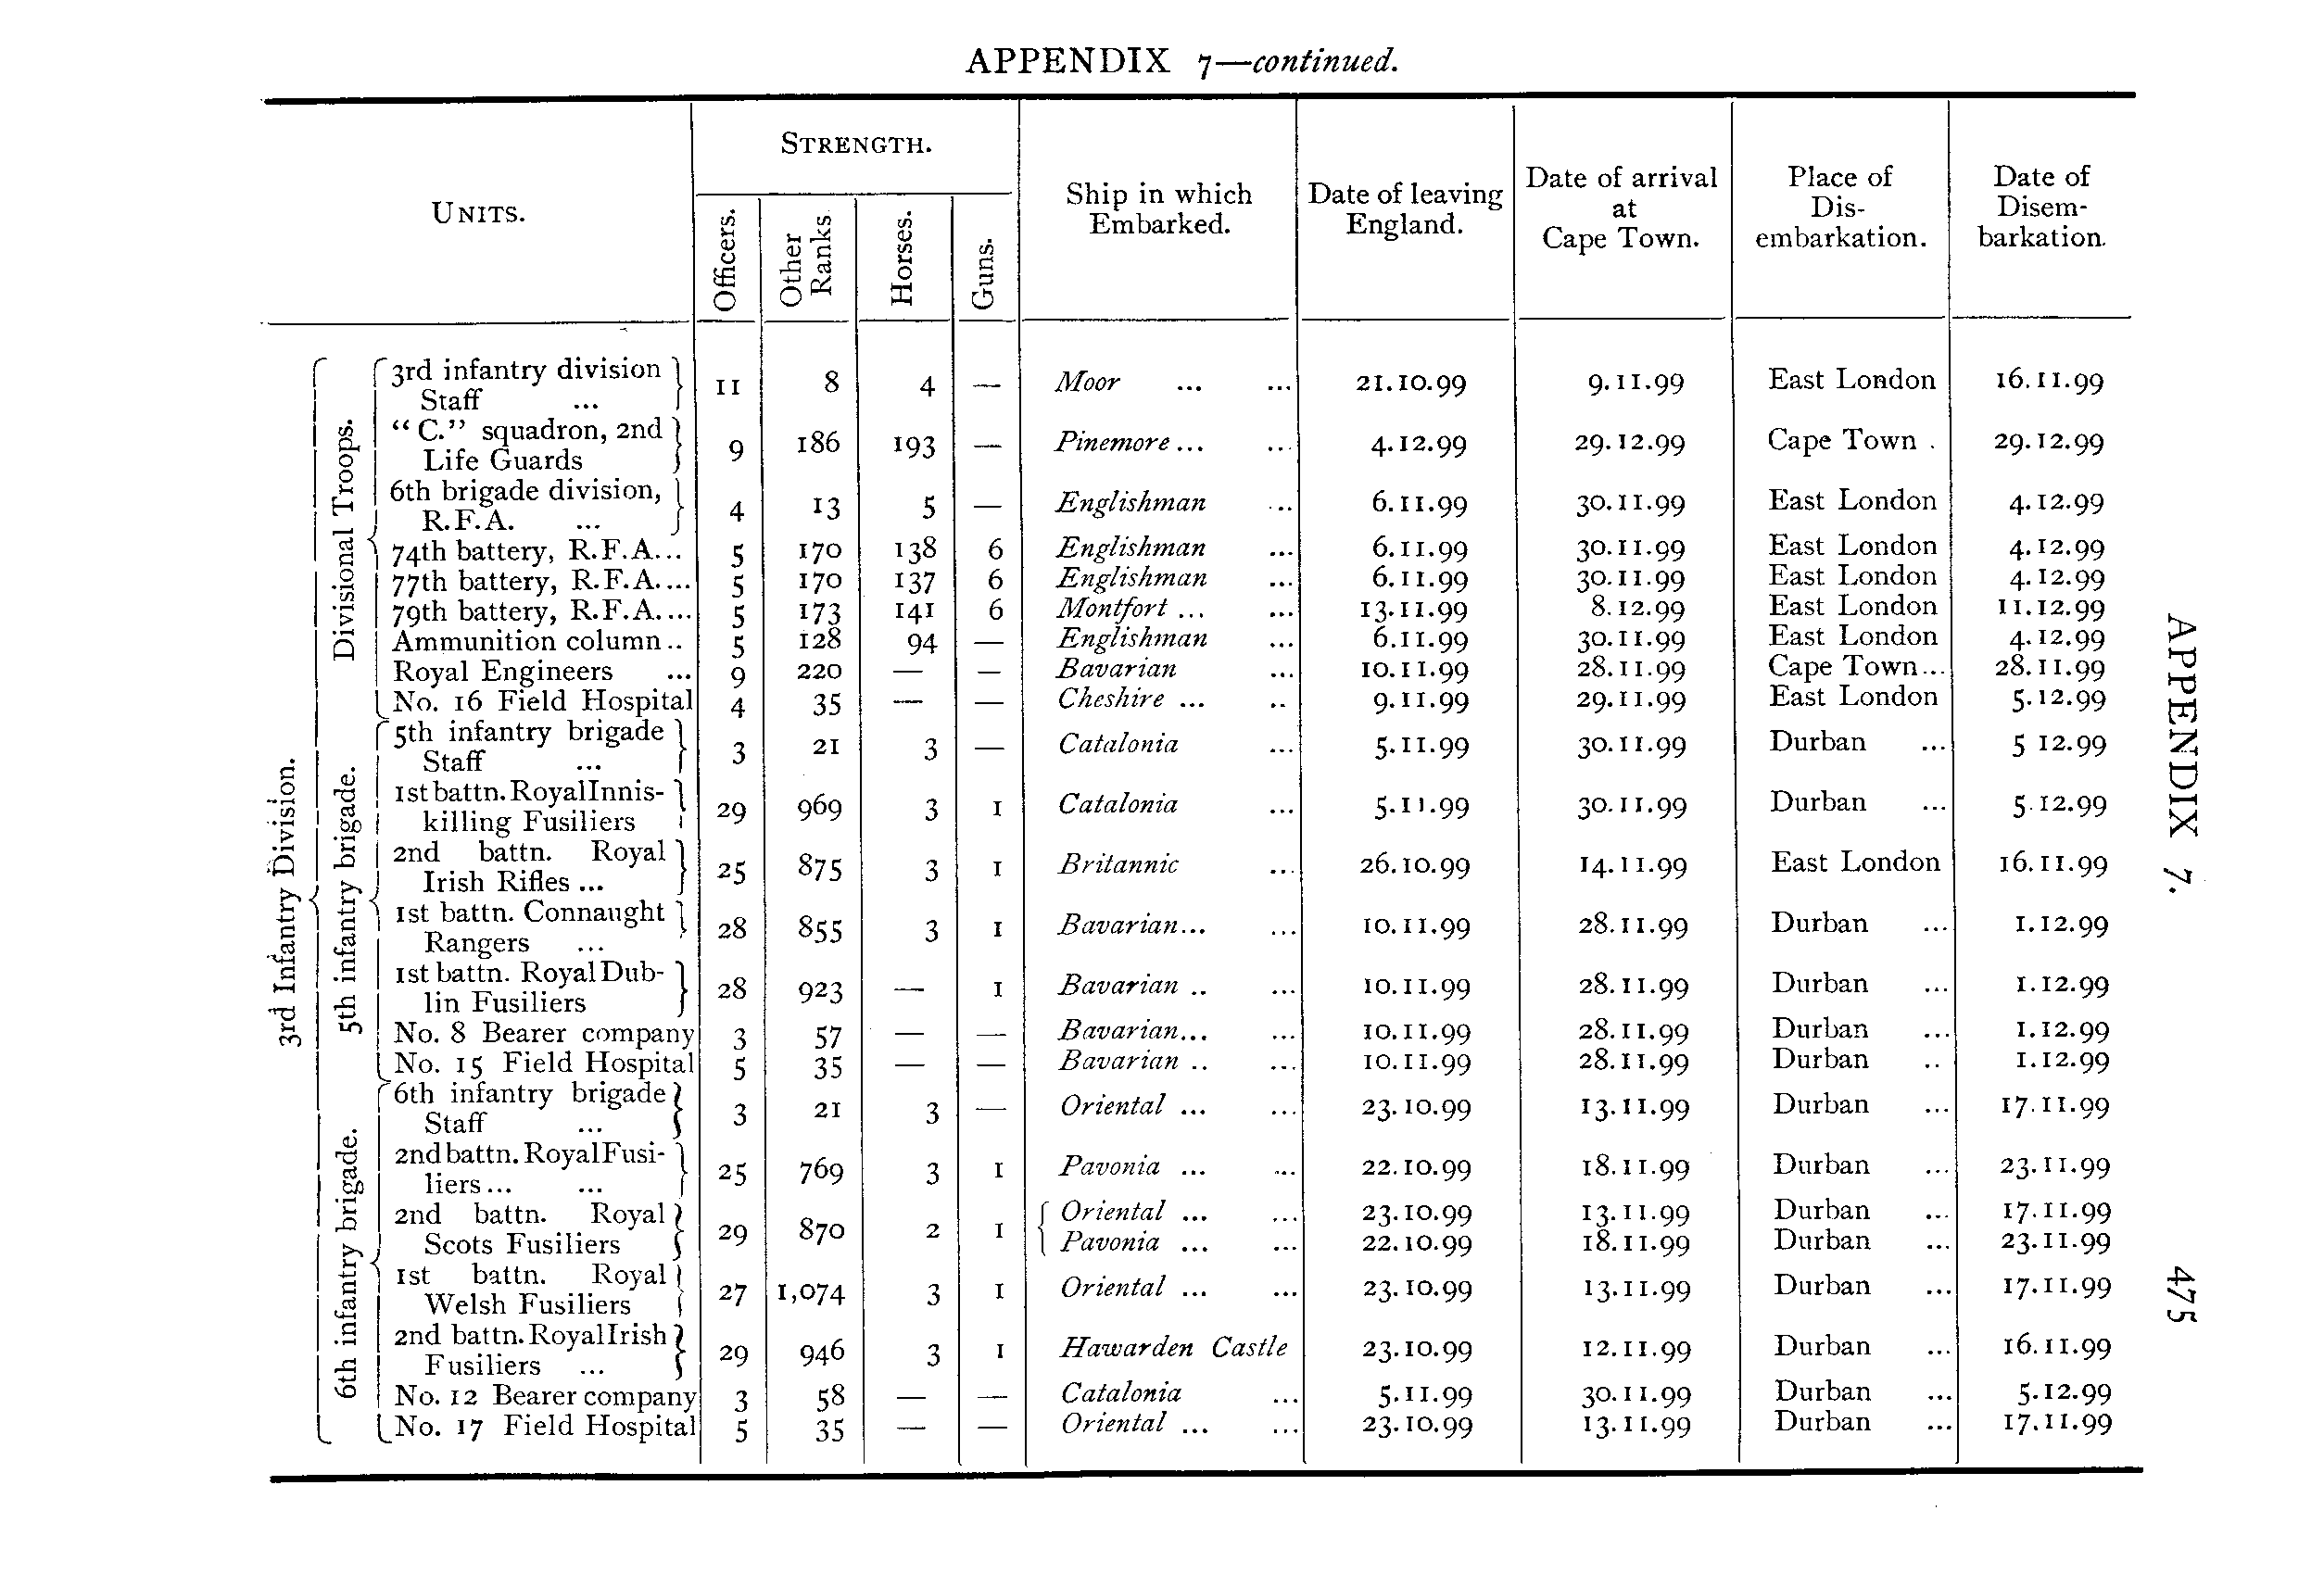 APPENDIX 7—continued.
UNITS.
STRENGTH.
Officers.
Other Ranks.
Horses.
Guns.
Ship in which Embarked.
Date of leaving England.
Date of arrival at Cape Town.
Place of Dis-embarkation.
Date of Disem-barkation.
3rd Infantry Division.
Divisional Troops.
3rd infantry division
Staff ... 11 8 4 — Moor ... ... 21.10.99 9.11.99 East London 16.11.99
“C.” squadron, 2nd
Life Guards 9 186 193 — Pinemore... ... 4.12.99 29.12.99 Cape Town . 29.12.99
6th brigade division,
R.F.A. ... 4 13 5 — Englishman ... 6.11.99 30.11.99 East London 4.12.99
74th battery, R.F.A... 5 170 138 6 Englishman ... 6.11.99 30.11.99 East London 4.12.99
77th battery, R.F.A.... 5 170 137 6 Englishman ... 6.11.99 30.11.99 East London 4.12.99
79th battery, R.F.A.... 5 173 141 6 Montfort ... ... 13.11.99 8.12.99 East London 11.12.99
Ammunition column.. 5 128 94 — Englishman ... 6.11.99 30.11.99 East London 4.12.99
Royal Engineers ... 9 220 — — Bavarian ... 10.11.99 28.11.99 Cape Town... 28.11.99
No. 16 Field Hospital 4 35 — — Cheshire ... .. 9.11.99 29.11.99 East London 5.12.99
5th infantry brigade.
5th infantry brigade
Staff ... 3 21 3 — Catalonia ... 5.11.99 30.11.99 Durban ... 5 12.99
1st battn. Royal Innis-
killing Fusiliers 29 969 3 1 Catalonia ... 5.11.99 30.11.99 Durban ... 5.12.99
2nd battn. Royal
Irish Rifles ... 25 875 3 1 Britannic ... 26.10.99 14.11.99 East London 16.11.99
1st battn. Connaught
Rangers ... 28 855 3 1 Bavarian... ... 10.11.99 28.11.99 Durban ... 1.12.99
1st battn. Royal Dub-
lin Fusiliers 28 923 — 1 Bavarian .. ... 10.11.99 28.11.99 Durban ... 1.12.99
No. 8 Bearer company 3 57 — — Bavarian... ... 10.11.99 28.11.99 Durban ... 1.12.99
No. 15 Field Hospital 5 35 — — Bavarian .. ... 10.11.99 28.11.99 Durban .. 1.12.99
6th infantry brigade.
6th infantry brigade
Staff ... 3 21 3 — Oriental ... ... 23.10.99 13.11.99 Durban ... 17.11.99
2nd battn. Royal Fusi-
liers ... ... 25 769 3 1 Pavonia ... ... 22.10.99 18.11.99 Durban ... 23.11.99
2nd battn. Royal Oriental ... ... 23.10.99 13.11.99 Durban ... 17.11.99
Scots Fusiliers 29 870 2 1 Pavonia ... ... 22.10.99 18.11.99 Durban ... 23.11.99
1st battn. Royal
Welsh Fusiliers 27 1,074 3 1 Oriental ... ... 23.10.99 13.11.99 Durban ... 17.11.99
2nd battn. Royal Irish
Fusiliers ... 29 946 3 1 Hawarden Castle 23.10.99 12.11.99 Durban ... 16.11.99
No. 12 Bearer company 3 58 — — Catalonia ... 5.11.99 30.11.99 Durban ... 5.12.99
No. 17 Field Hospital 5 35 — — Oriental ... ... 23.10.99 13.11.99 Durban ... 17.11.99
APPENDIX 7. 475